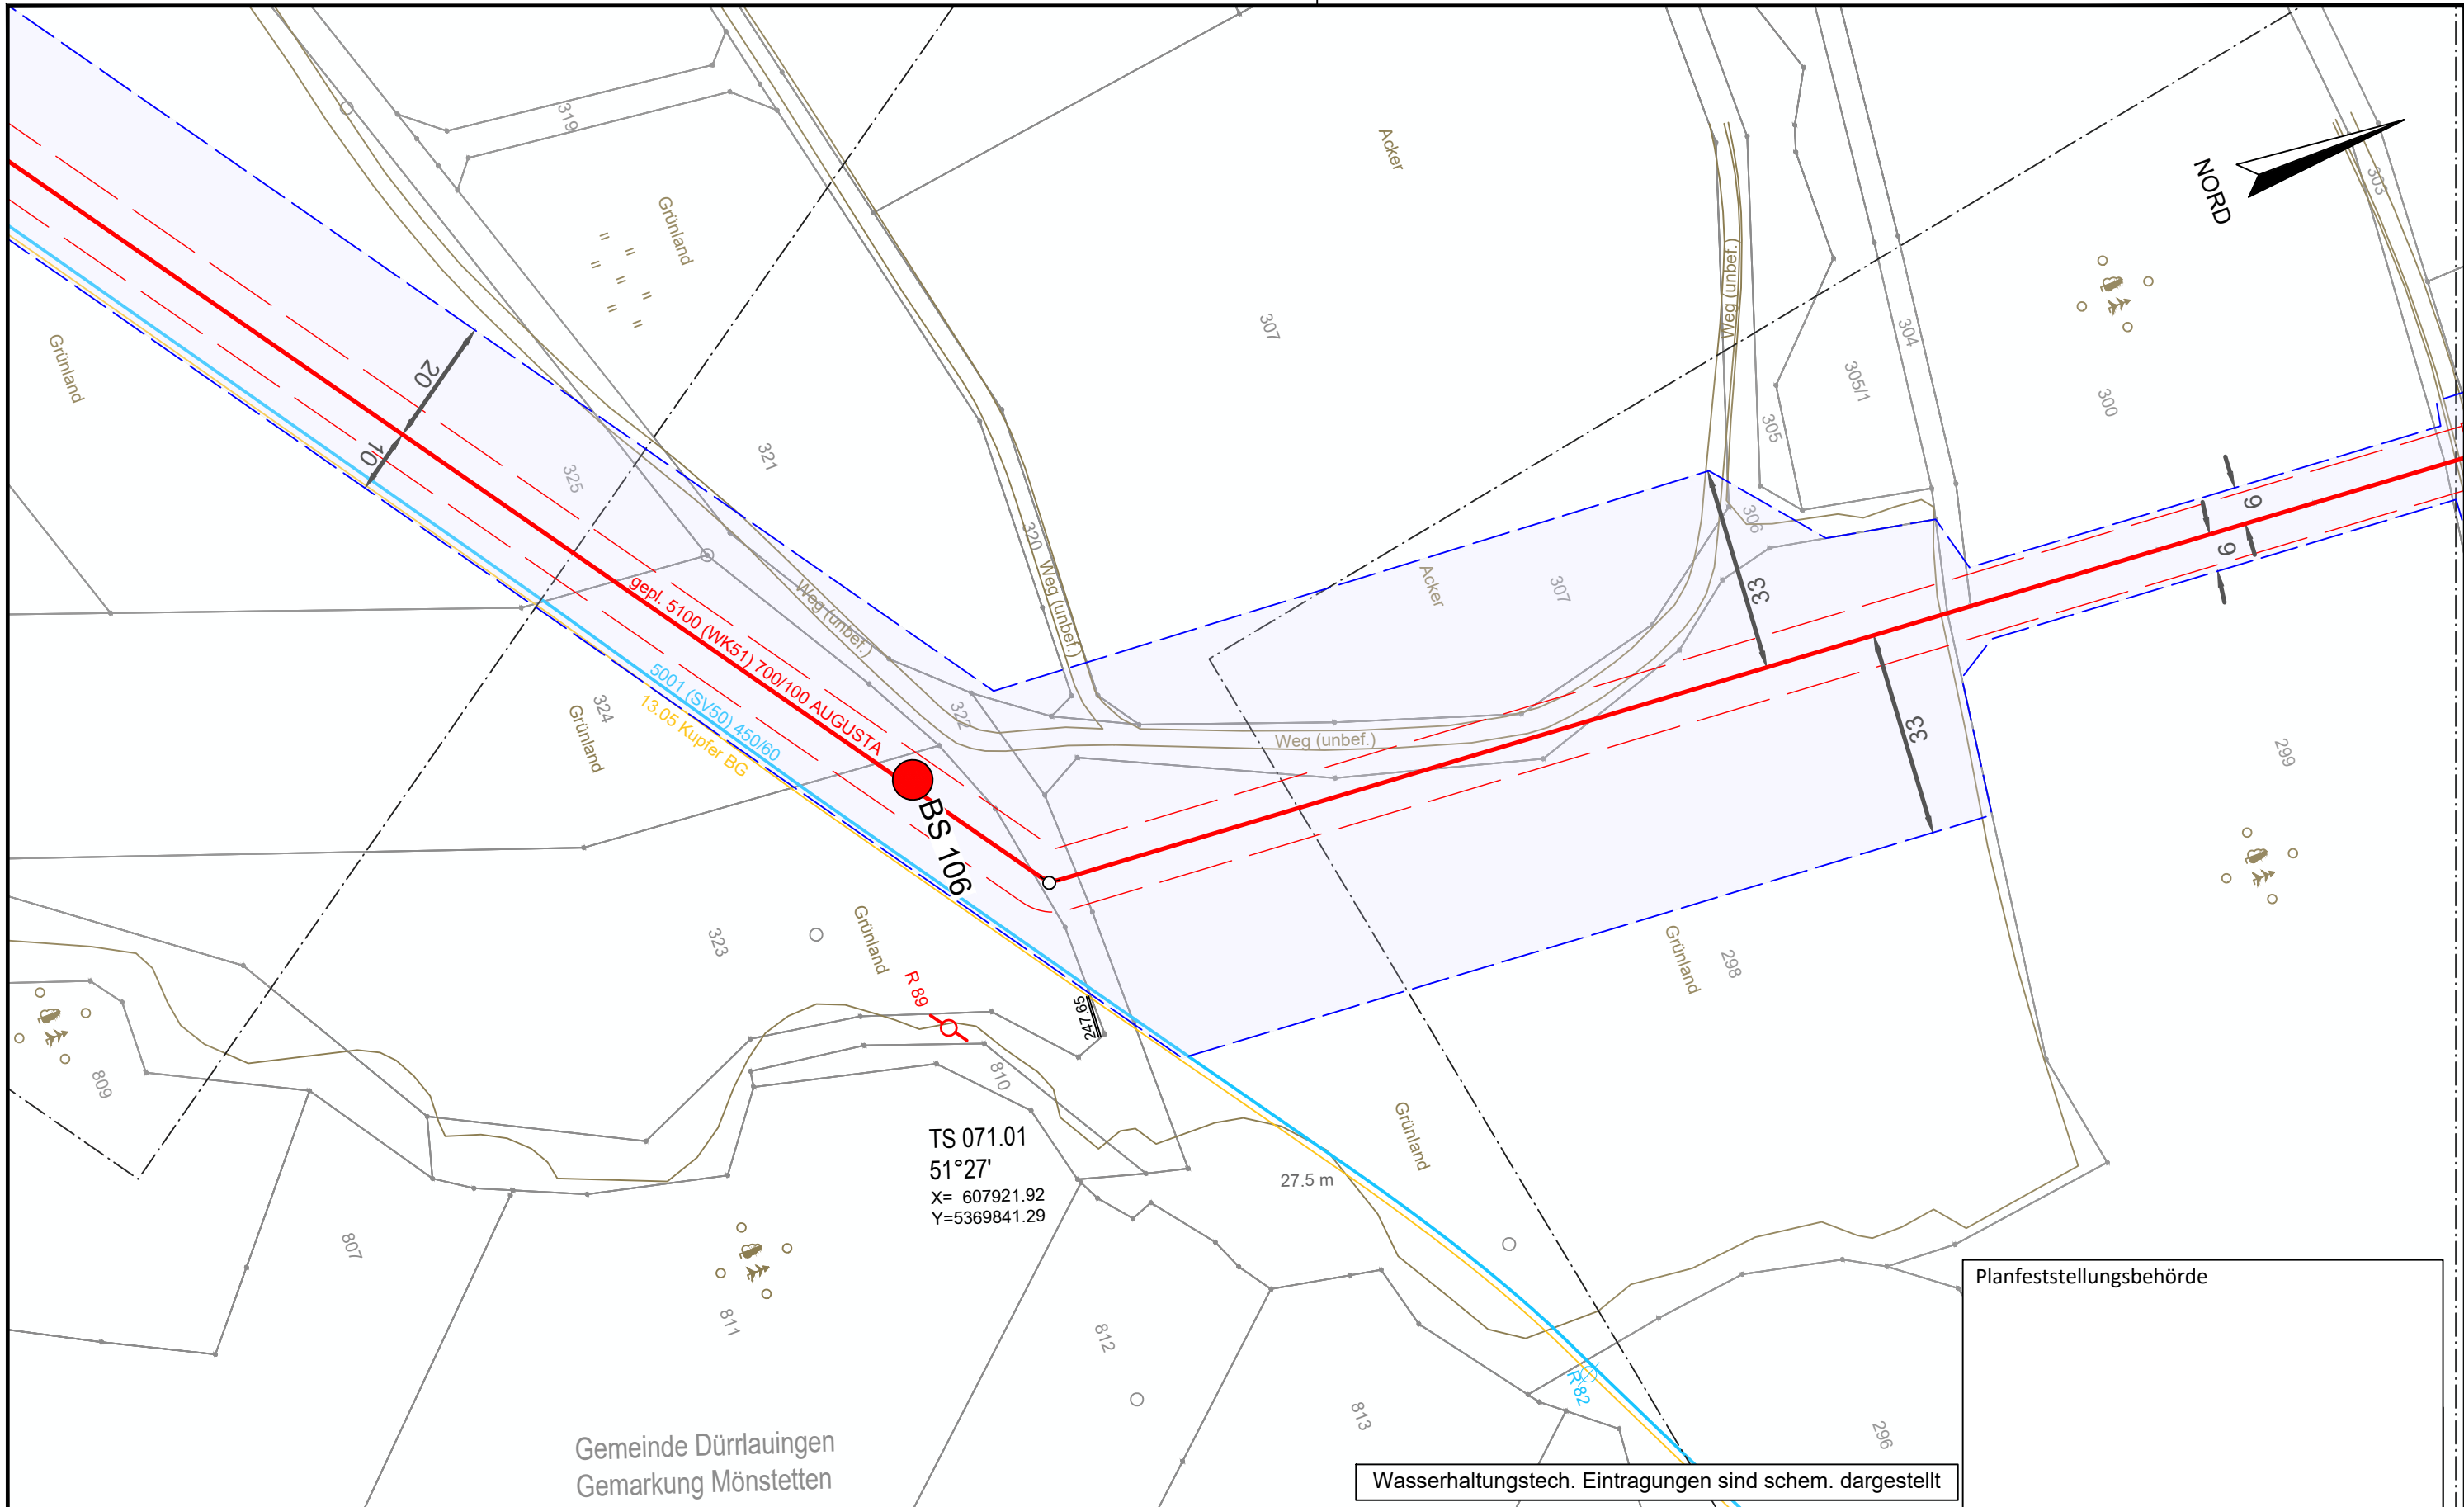 319
Grünland
Acker
303
NORD
307
Weg (unbef.)
304
305/1
300
Grünland
20
10
325
321
305
306
9
9
320
Weg (unbef.)
Acker
307
33
gepl. 5100 (WK51) 700/100 AUGUSTA
Weg (unbef.)
5001 (SV50) 450/60
13.05 Kupfer BG
324
Grünland
322
Weg (unbef.)
33
299
BS 106
323
Grünland
R 89
247.65
Grünland
298
809
810
TS 071.01
51°27'
X= 607921.92
Y=5369841.29
Grünland
27.5 m
807
811
812
813
R 82
296
Planfeststellungsbehörde
Gemeinde Dürrlauingen
Gemarkung Mönstetten
Wasserhaltungstech. Eintragungen sind schem. dargestellt